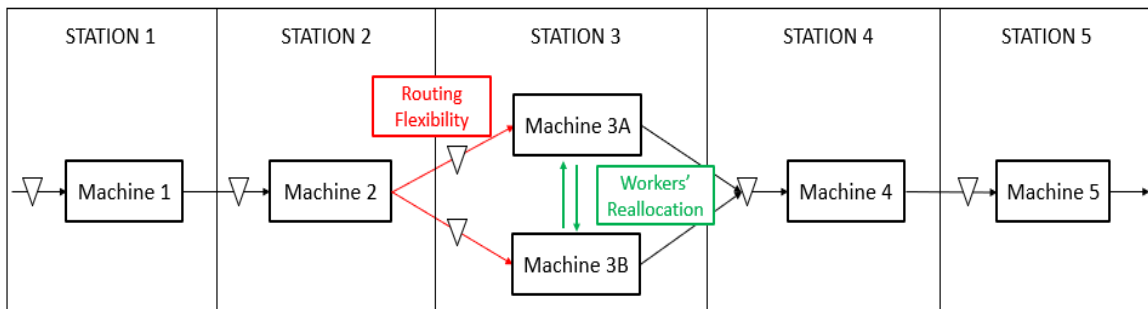 STATION 1
STATION 2
STATION 3
STATION 4
STATION 5
Routing
Flexibility
Machine 3A
Machine 1
Machine 2
Workers'
Reallocation
Machine 4
Machine 5
Machine 3B